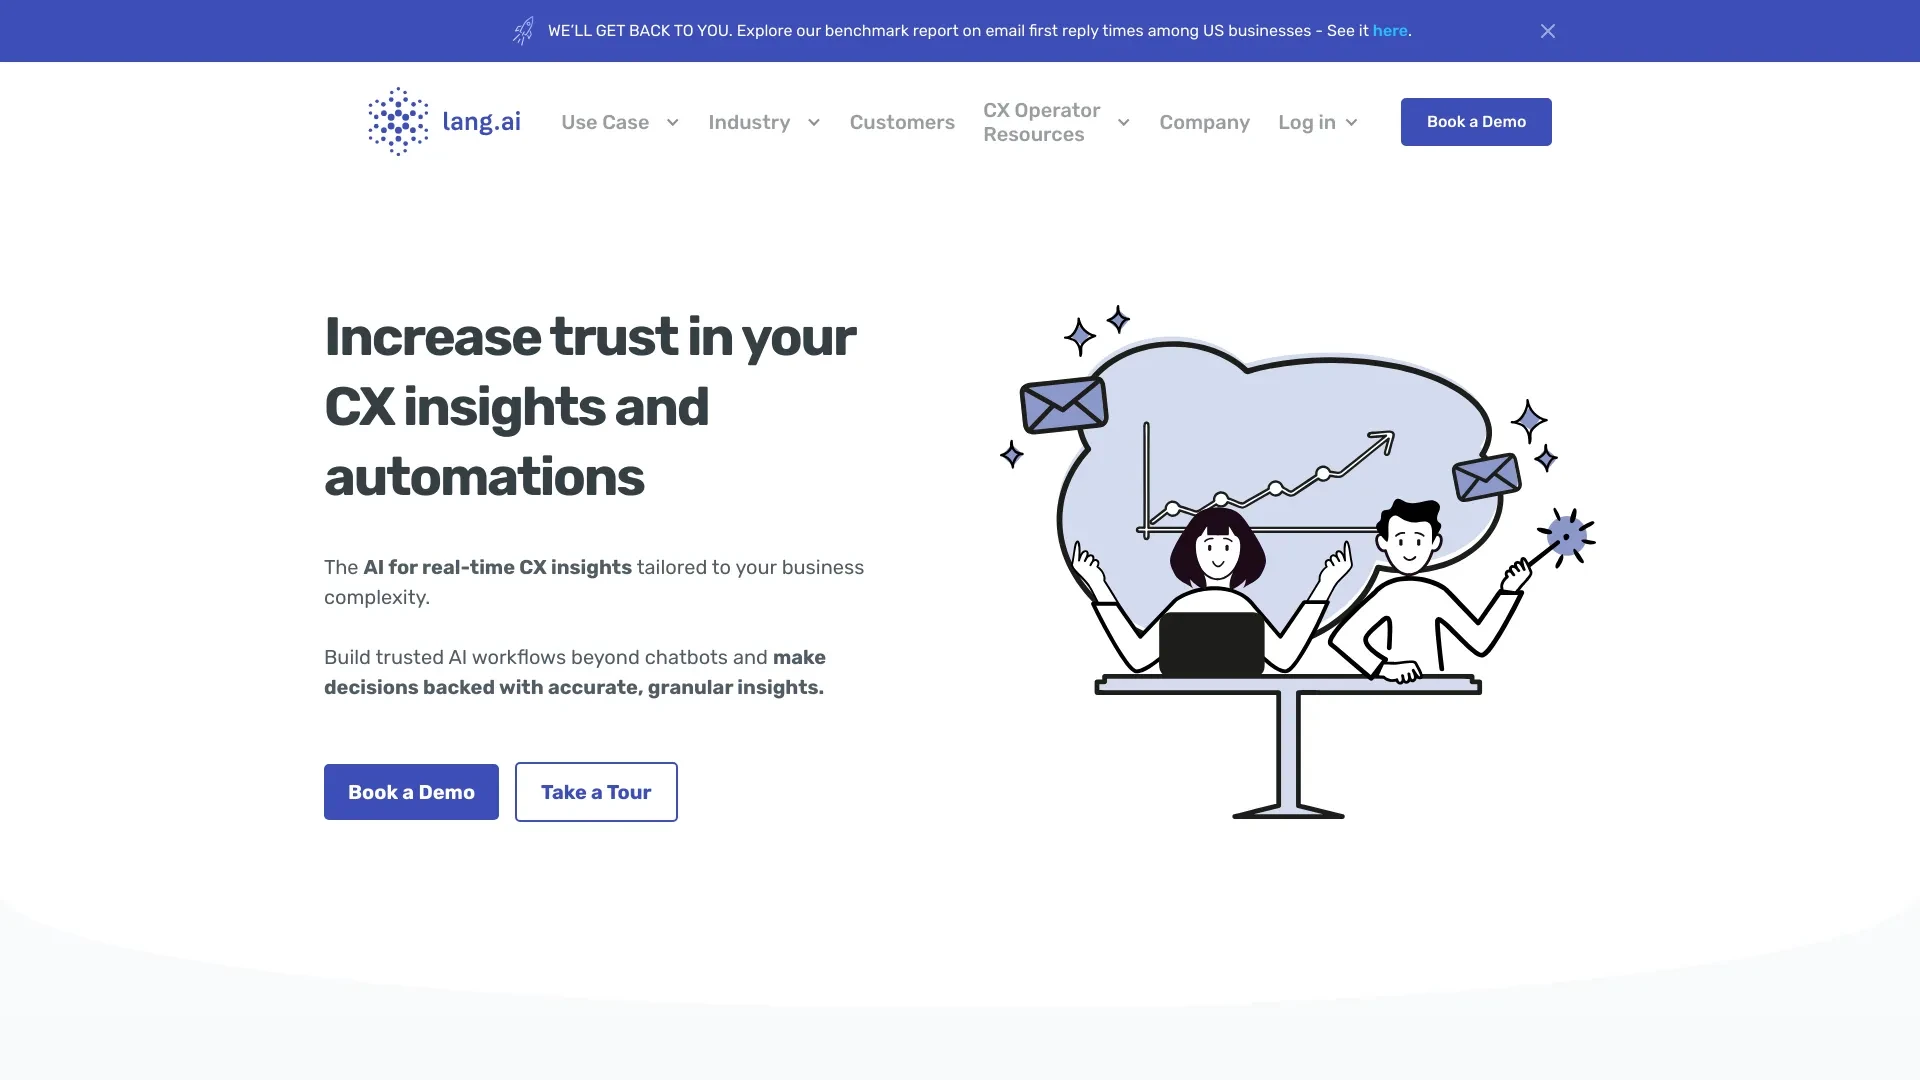 WE'LL GET BACK TO YOU. Explore our benchmark report on email first reply times among US businesses - See it here.
lang.ai
Use Case
Industry
Customers
CX Operator
Resources
Company
Log in
Book a Demo
Increase trust in your
CX insights and
automations
The AI for real-time CX insights tailored to your business
complexity.
Build trusted AI workflows beyond chatbots and make
decisions backed with accurate, granular insights.
Book a Demo
Take a Tour